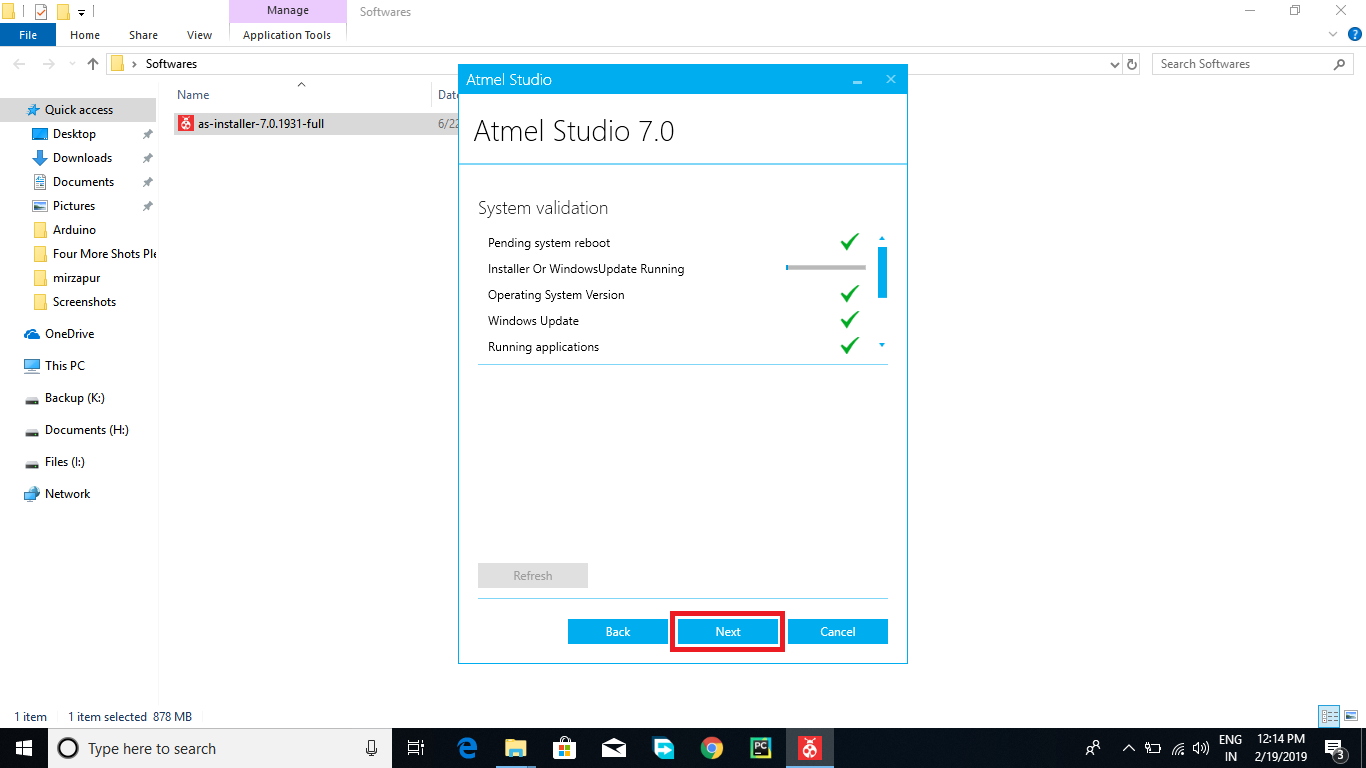 Manage
Softwares
File
Home
Share
View
Application Tools
Softwares
Search Softwares
Name
Date
as-installer-7.0.1931-full
6/22
Quick access
Desktop
Downloads
Documents
Pictures
Arduino
Four More Shots Ple
mirzapur
Screenshots
OneDrive
This PC
Backup (K:)
Documents (H:)
Files (I:)
Network
Atmel Studio
Atmel Studio 7.0
System validation
Pending system reboot
Installer Or WindowsUpdate Running
Operating System Version
Windows Update
Running applications
Refresh
Back
Next
Cancel
1 item
1 item selected 878 MB
Type here to search
PC
ENG
IN
12:14 PM
2/19/2019
3